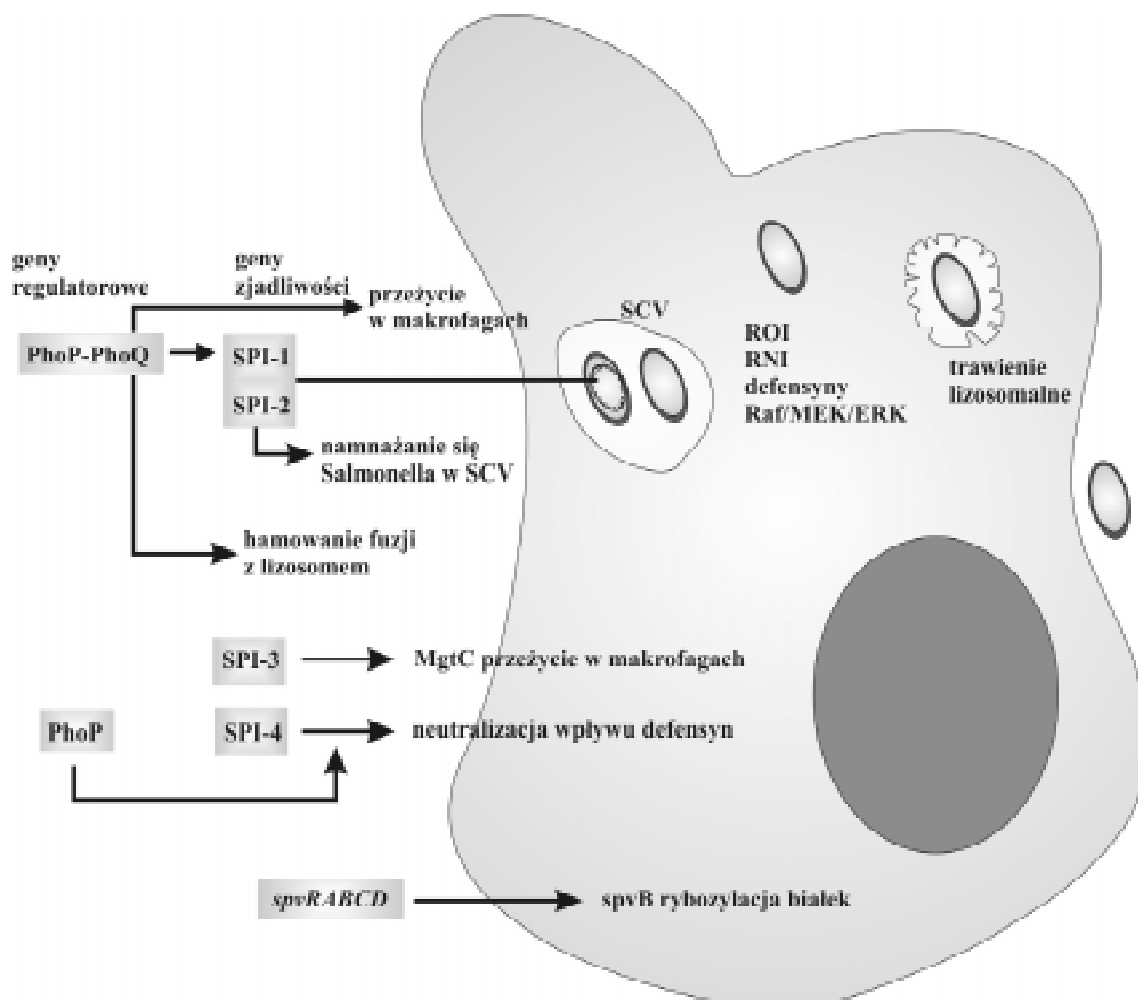 geny
regulatorowe
geny
zjadliwości
przeżycie
w makrofagach
PhoP-PhoQ
SPI-1
SPI-2
namnażanie się
Salmonella w SCV
hamowanie fuzji
z lizosomem
SCV
ROI
RNI
defensyny
Raf/MEK/ERK
trawienie
lizosomalne
SPI-3
MgtC przeżycie w makrofagach
PhoP
SPI-4
neutralizacja wpływu defensyn
spvRABCD
spvB rybozylacja białek